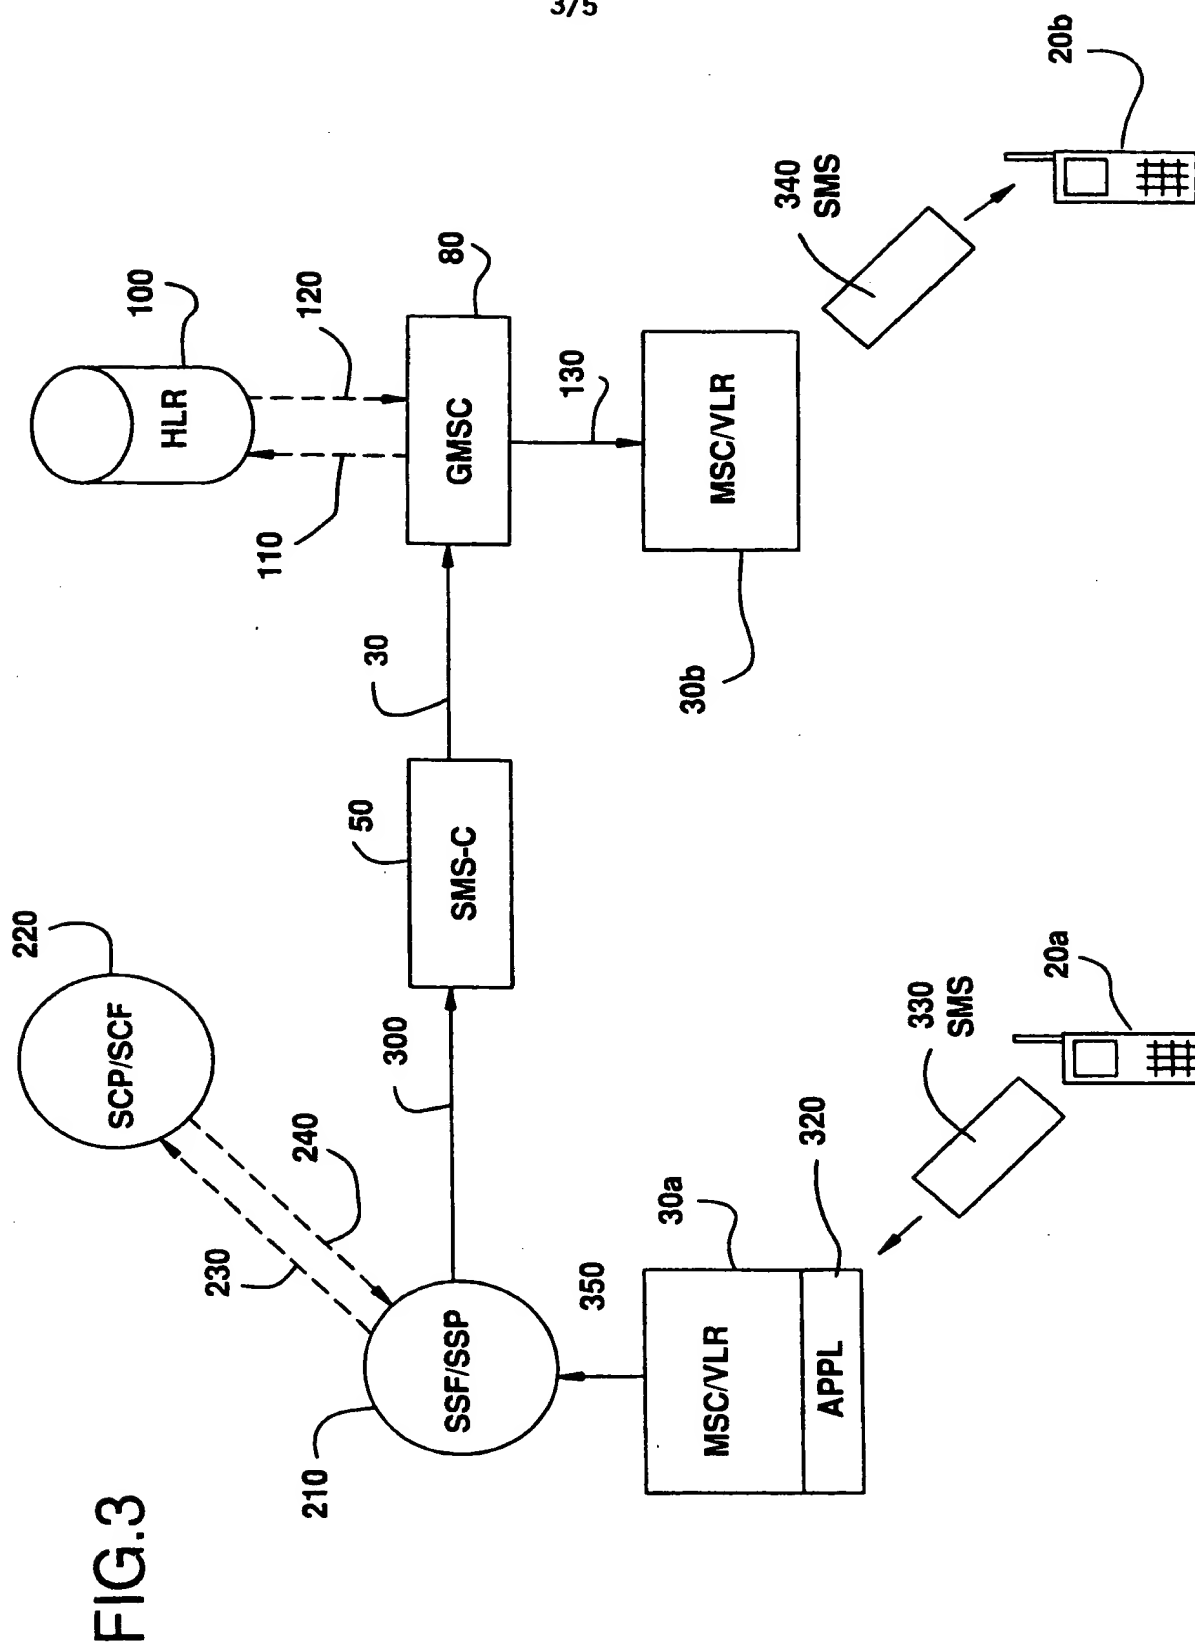 3/5
FIG.3
220
SCP/SCF
230
240
210
SSF/SSP
300
50
SMS-C
30
100
HLR
110
120
80
GMSC
130
MSC/VLR
30b
340
SMS
20b
350
30a
MSC/VLR
APPL
320
330
SMS
20a